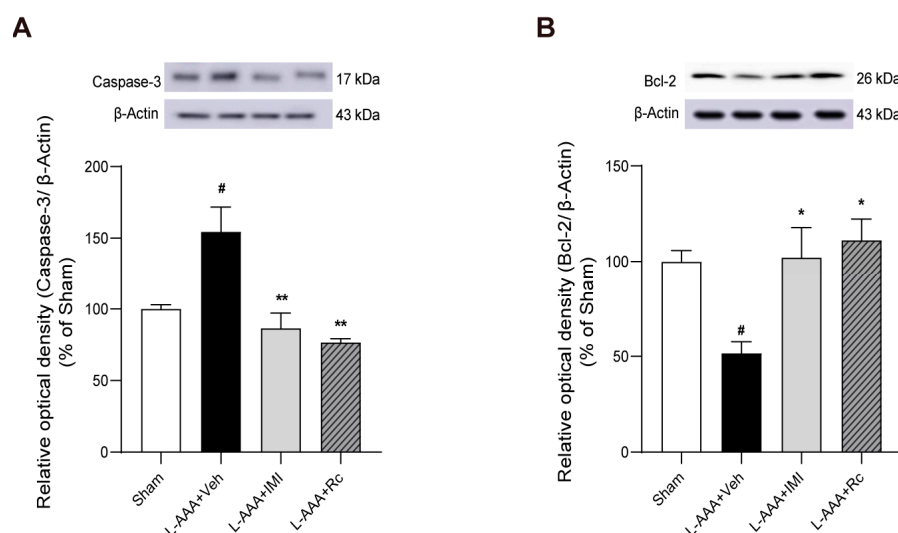 A
Caspase-3
17 kDa
β-Actin
43 kDa
Relative optical density (Caspase-3/ β-Actin)
(% of Sham)
200
150
100
50
0
#
**
**
Sham
L-AAA+Veh
L-AAA+IMI
L-AAA+Rc
B
Bcl-2
26 kDa
β-Actin
43 kDa
Relative optical density (Bcl-2/ β-Actin)
(% of Sham)
150
100
50
0
#
*
*
Sham
L-AAA+Veh
L-AAA+IMI
L-AAA+Rc